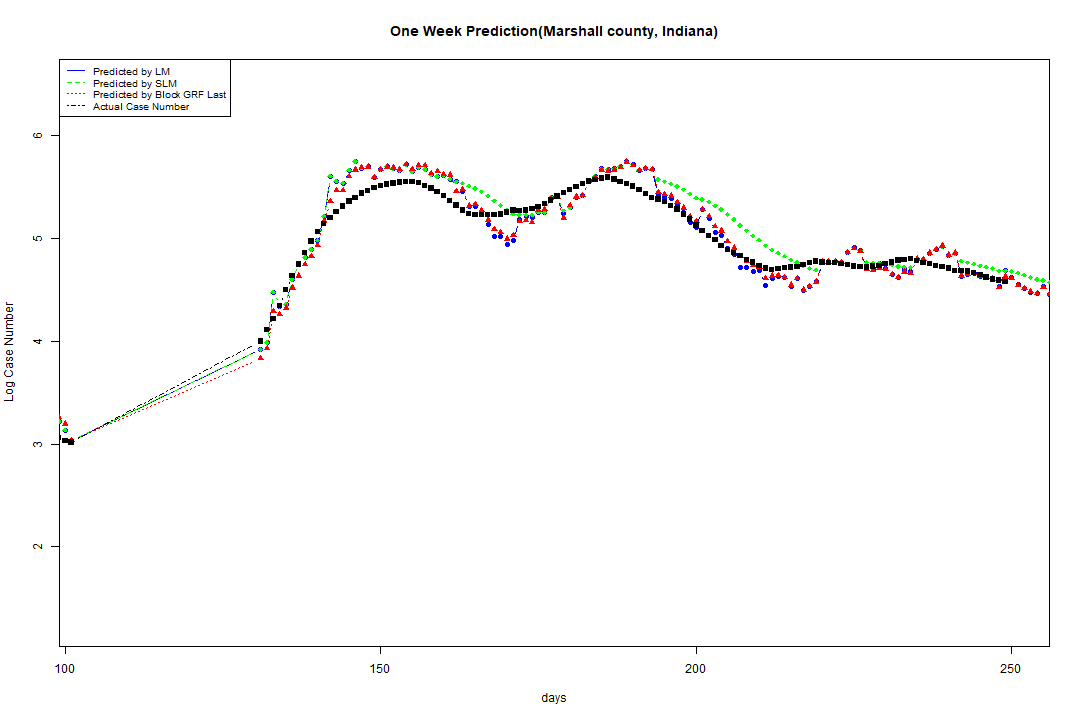 One Week Prediction(Marshall county, Indiana)
Predicted by LM
Predicted by SLM
Predicted by Block GRF Last
Actual Case Number
6
5
4
3
2
Log Case Number
100 150 200 250
days